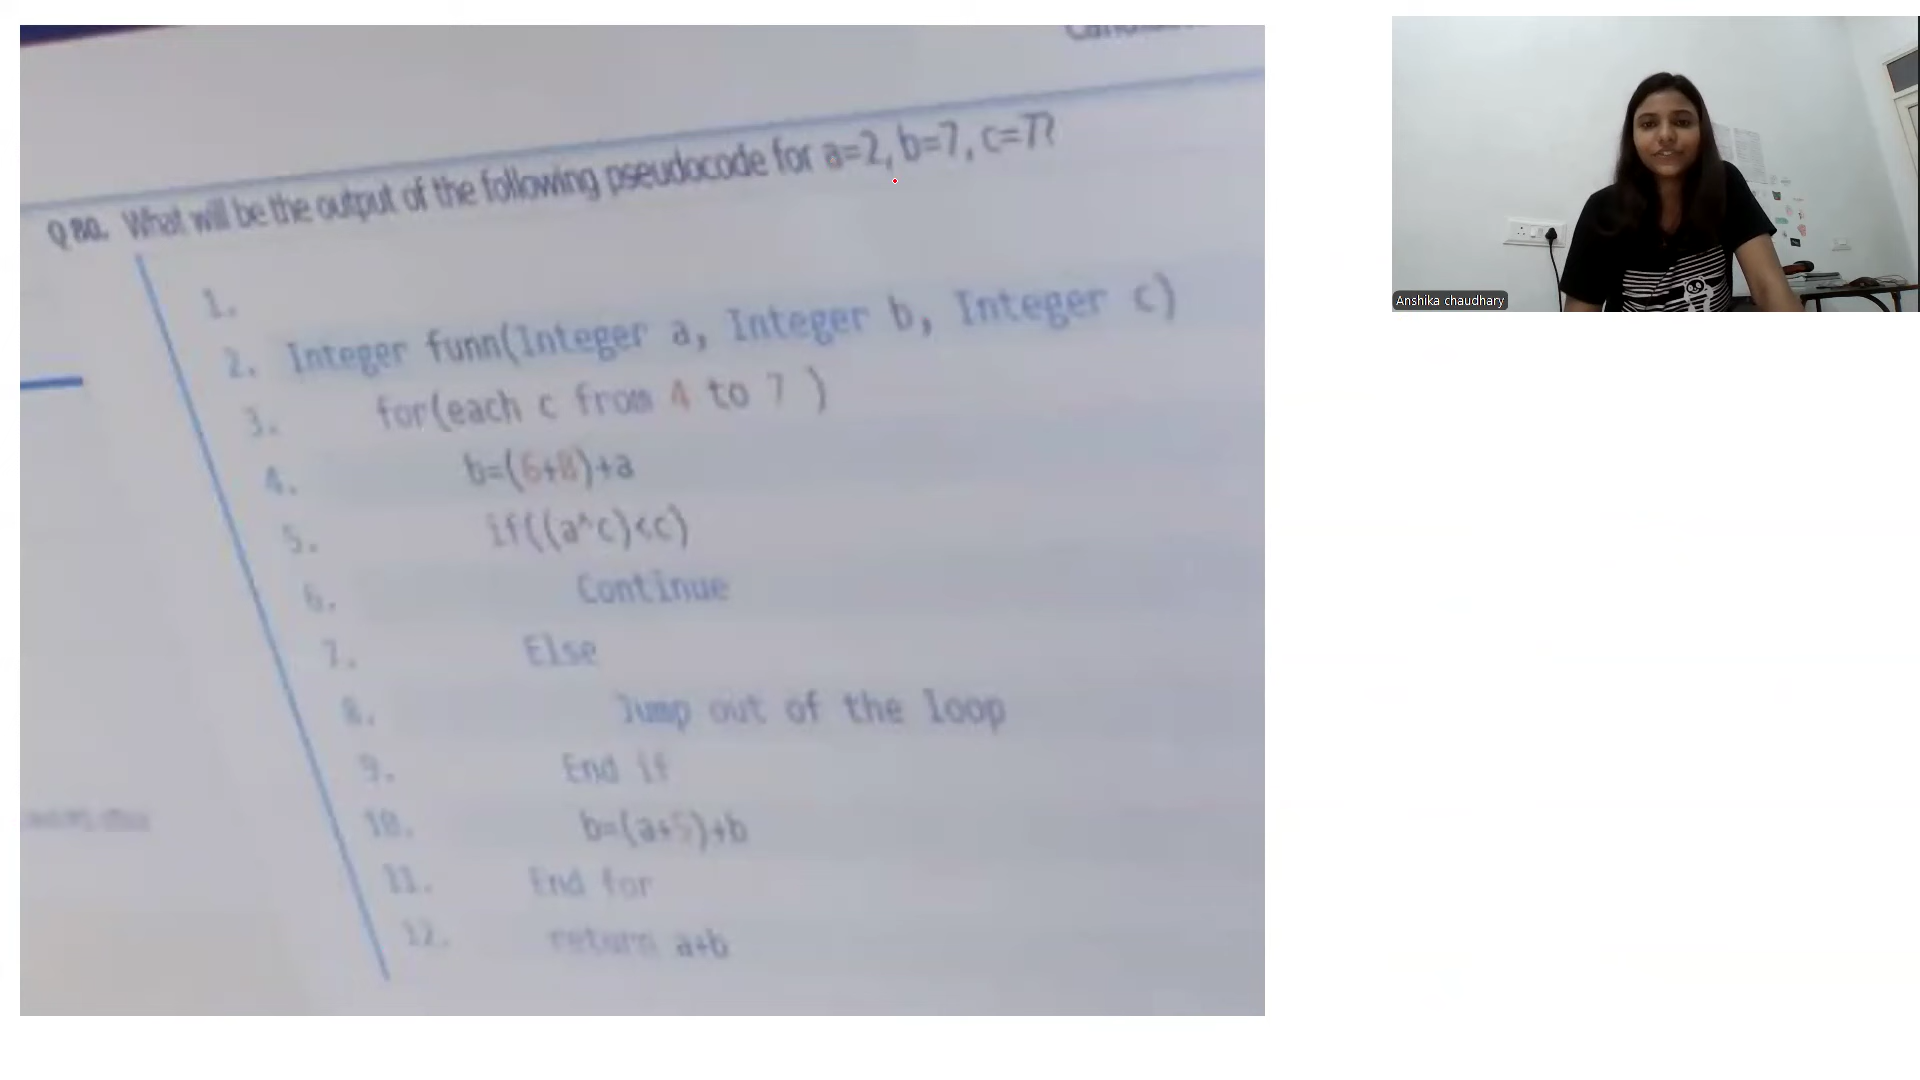 Q 80. What will be the output of the following pseudocode for a=2, b=7, c=7?
1.
2. Integer funn(Integer a, Integer b, Integer c)
3. for(each c from 4 to 7 )
4. b=(6+8)+a
5. if((a^c)<c)
6. Continue
7. Else
8. Jump out of the loop
9. End if
10. b=(a+5)+b
11. End for
12. return a+b
Anshika chaudhary